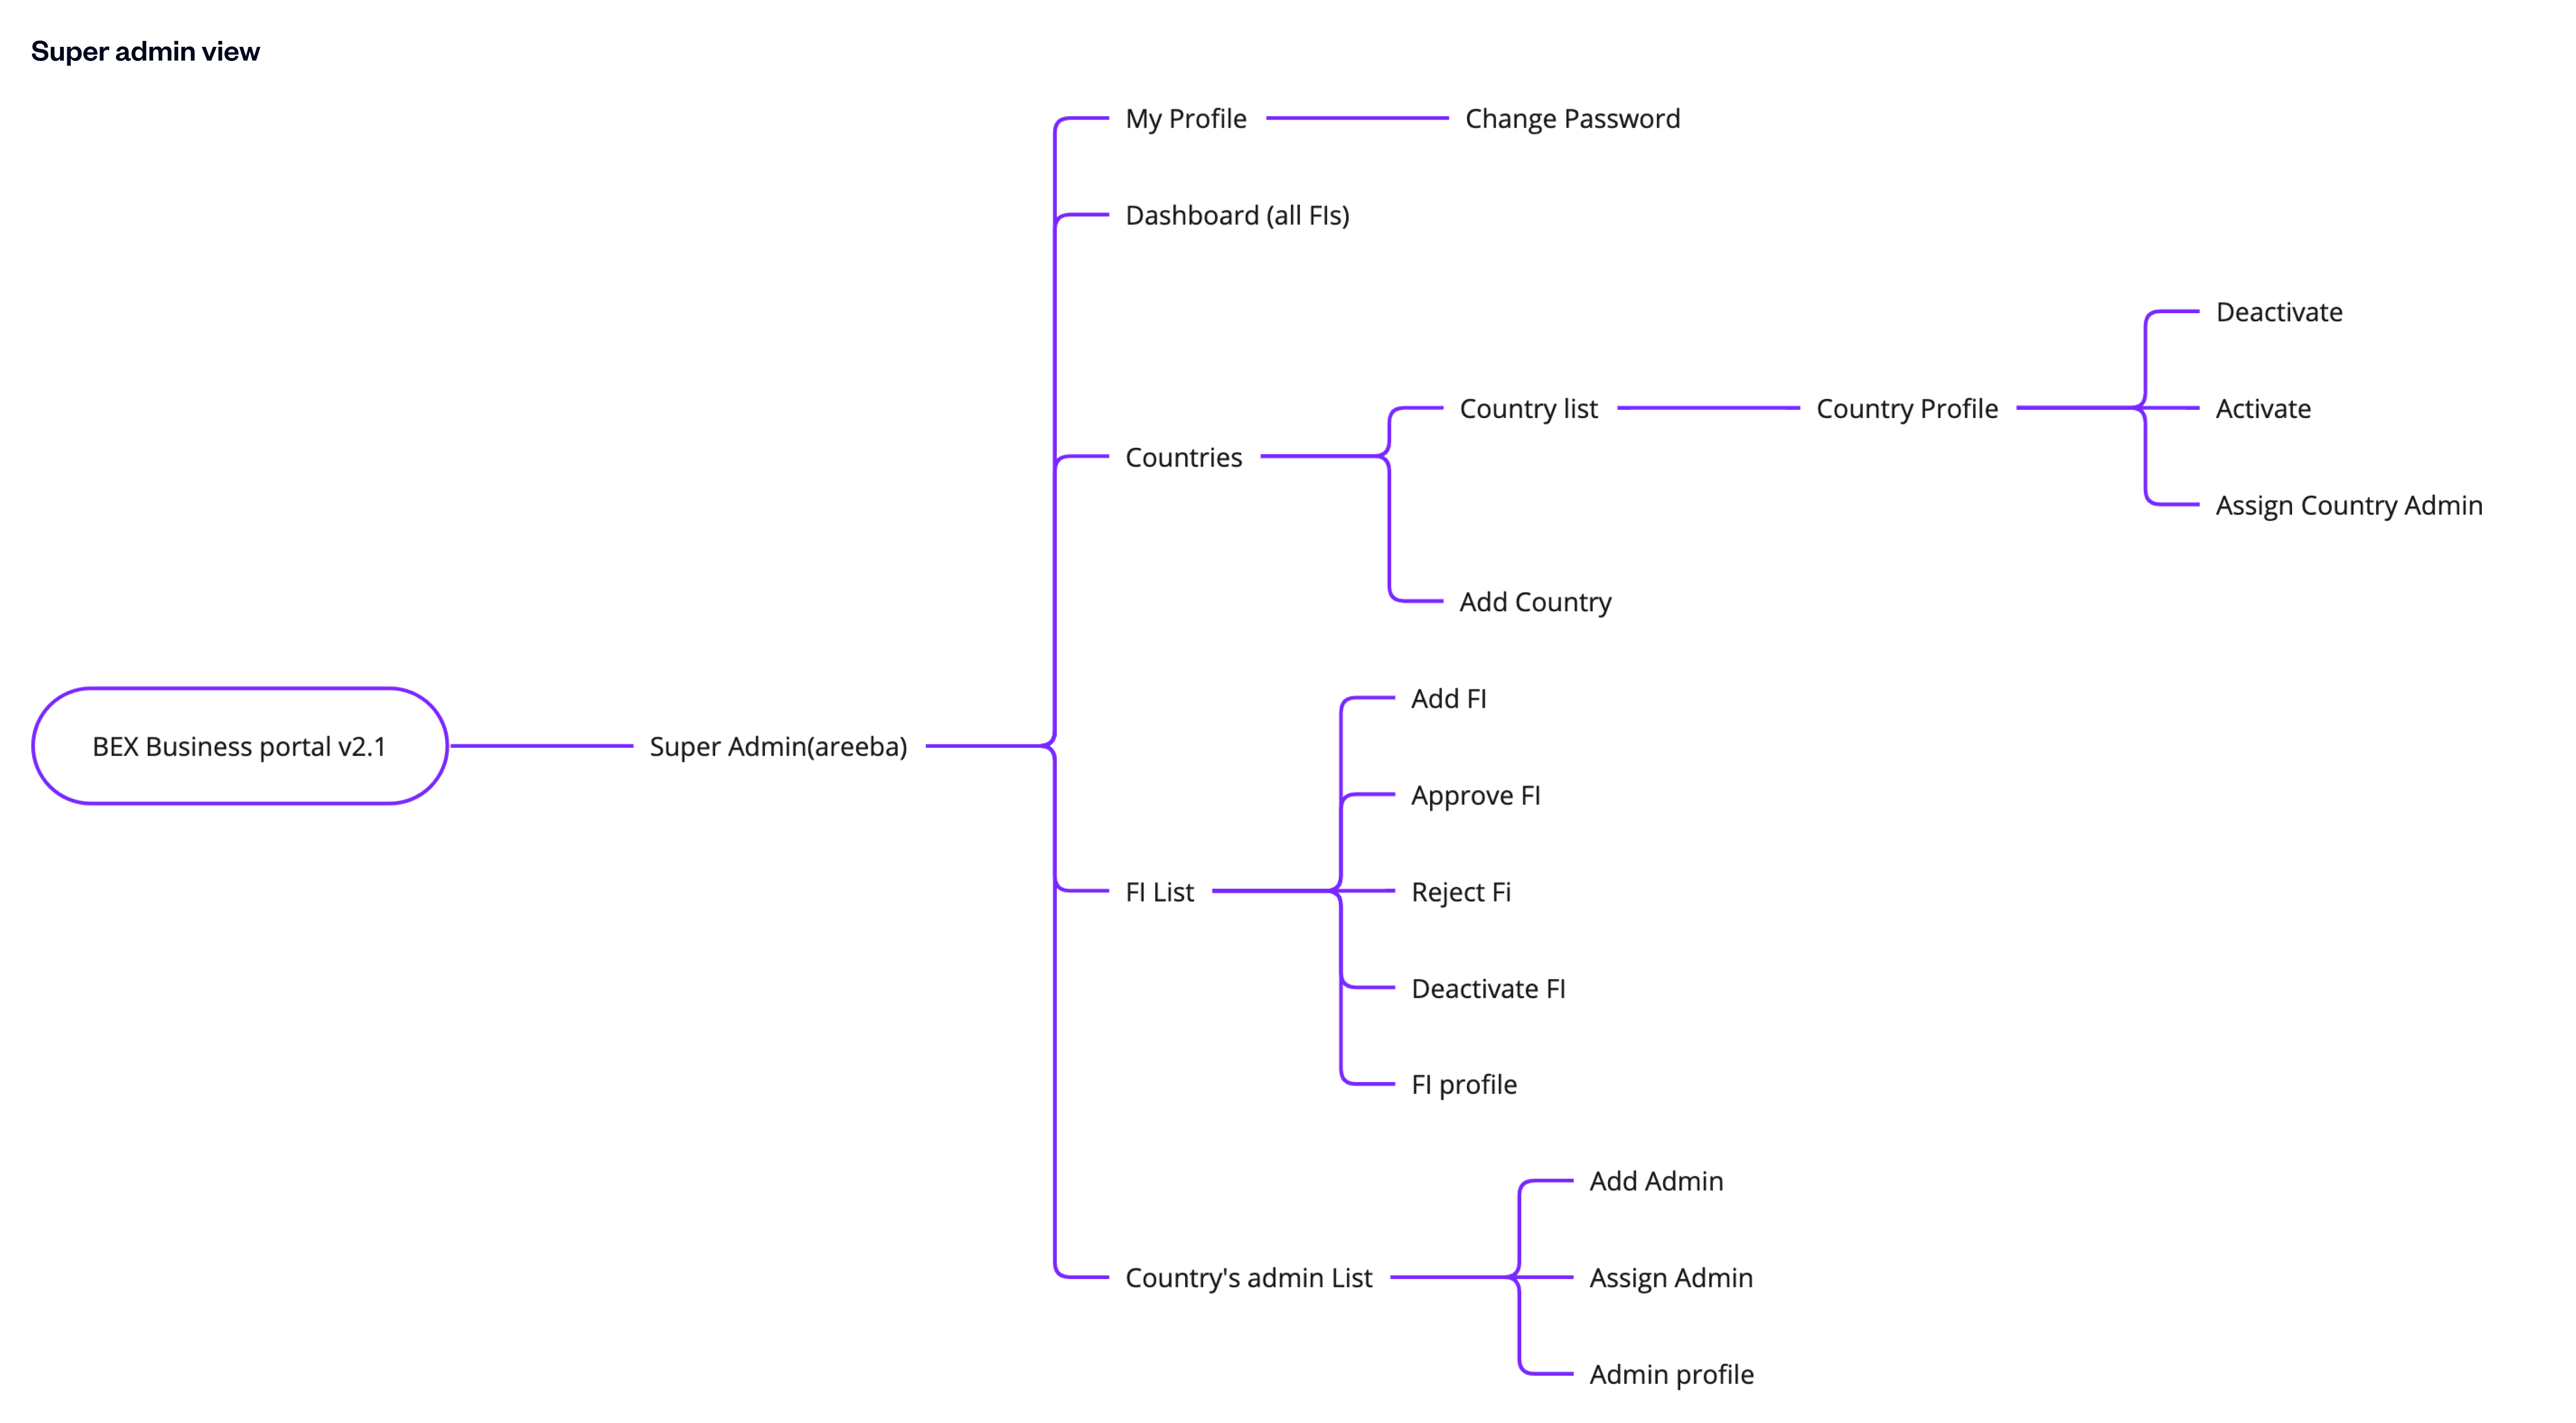 Super admin view
My Profile
Change Password
Dashboard (all FIs)
Deactivate
Country list
Country Profile
Activate
Countries
Assign Country Admin
Add Country
Add FI
BEX Business portal v2.1
Super Admin(areeba)
Approve FI
FI List
Reject Fi
Deactivate FI
FI profile
Add Admin
Country's admin List
Assign Admin
Admin profile